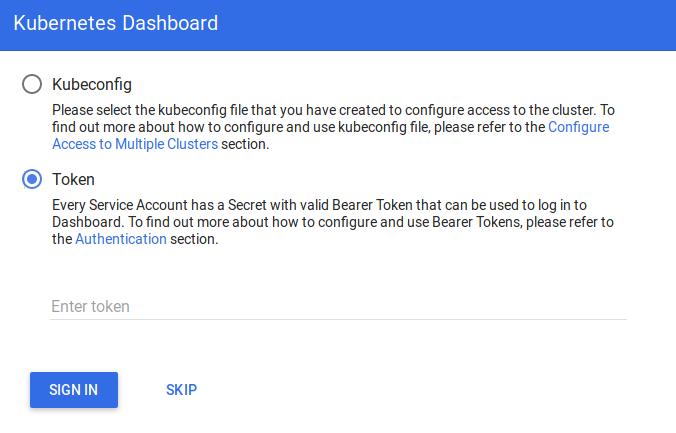 Kubernetes Dashboard
Kubeconfig
Please select the kubeconfig file that you have created to configure access to the cluster. To
find out more about how to configure and use kubeconfig file, please refer to the Configure
Access to Multiple Clusters section.
Token
Every Service Account has a Secret with valid Bearer Token that can be used to log in to
Dashboard. To find out more about how to configure and use Bearer Tokens, please refer to
the Authentication section.
Enter token
SIGN IN
SKIP